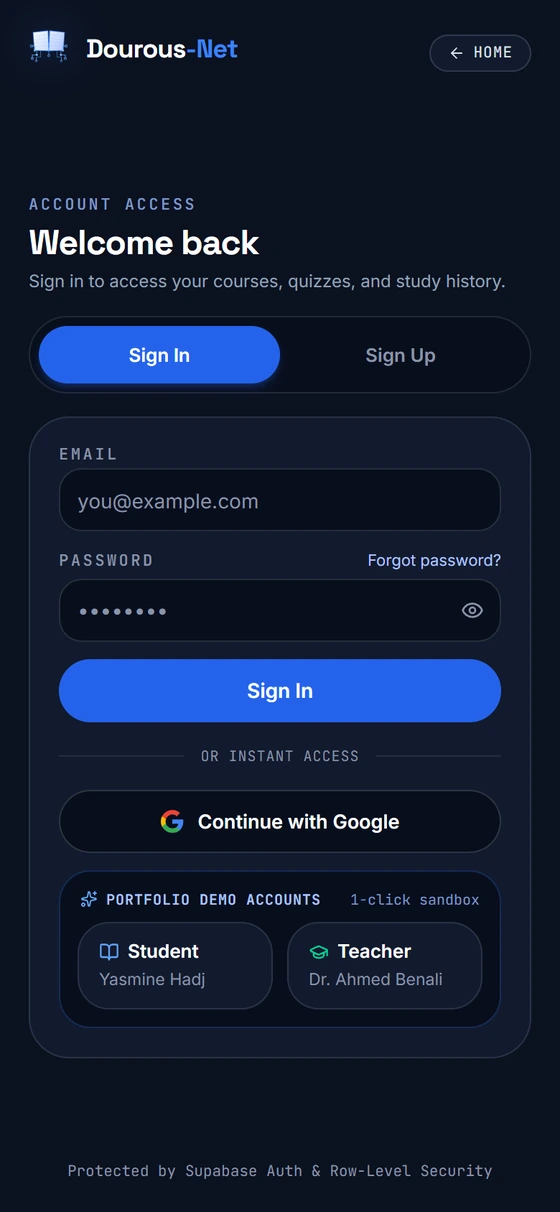 Dourous-Net
← HOME
ACCOUNT ACCESS
Welcome back
Sign in to access your courses, quizzes, and study history.
Sign In
Sign Up
EMAIL
you@example.com
PASSWORD
Forgot password?
••••••••
Sign In
OR INSTANT ACCESS
Continue with Google
PORTFOLIO DEMO ACCOUNTS
1-click sandbox
Student
Yasmine Hadj
Teacher
Dr. Ahmed Benali
Protected by Supabase Auth & Row-Level Security